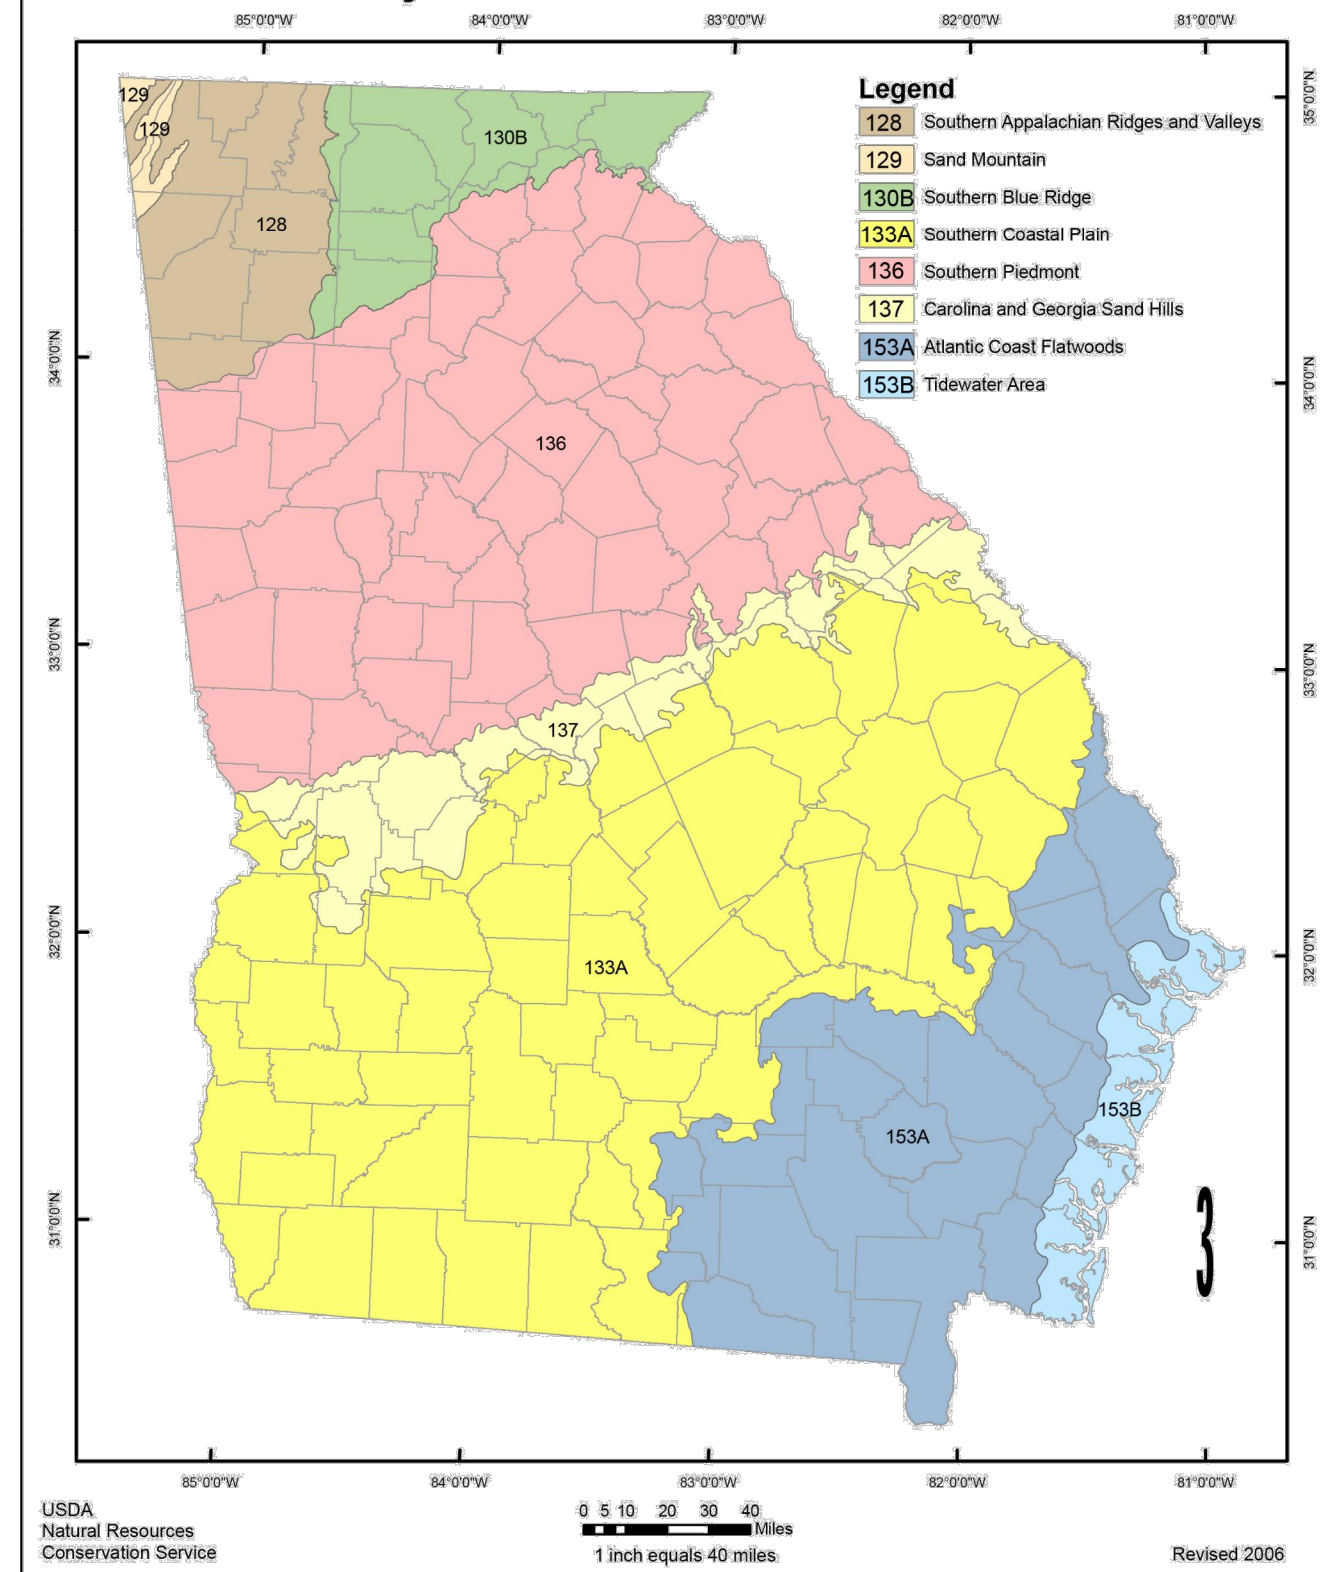 85°0'0"W 84°0'0"W 83°0'0"W 82°0'0"W 81°0'0"W
Legend
128 Southern Appalachian Ridges and Valleys
129 Sand Mountain
130B Southern Blue Ridge
133A Southern Coastal Plain
136 Southern Piedmont
137 Carolina and Georgia Sand Hills
153A Atlantic Coast Flatwoods
153B Tidewater Area
129
129
130B
128
136
137
133A
153A
153B
35°0'0"N
34°0'0"N
34°0'0"N
33°0'0"N
33°0'0"N
32°0'0"N
32°0'0"N
31°0'0"N
31°0'0"N
3
85°0'0"W 84°0'0"W 83°0'0"W 82°0'0"W 81°0'0"W
USDA
Natural Resources
Conservation Service
0 5 10 20 30 40
Miles
1 inch equals 40 miles
Revised 2006